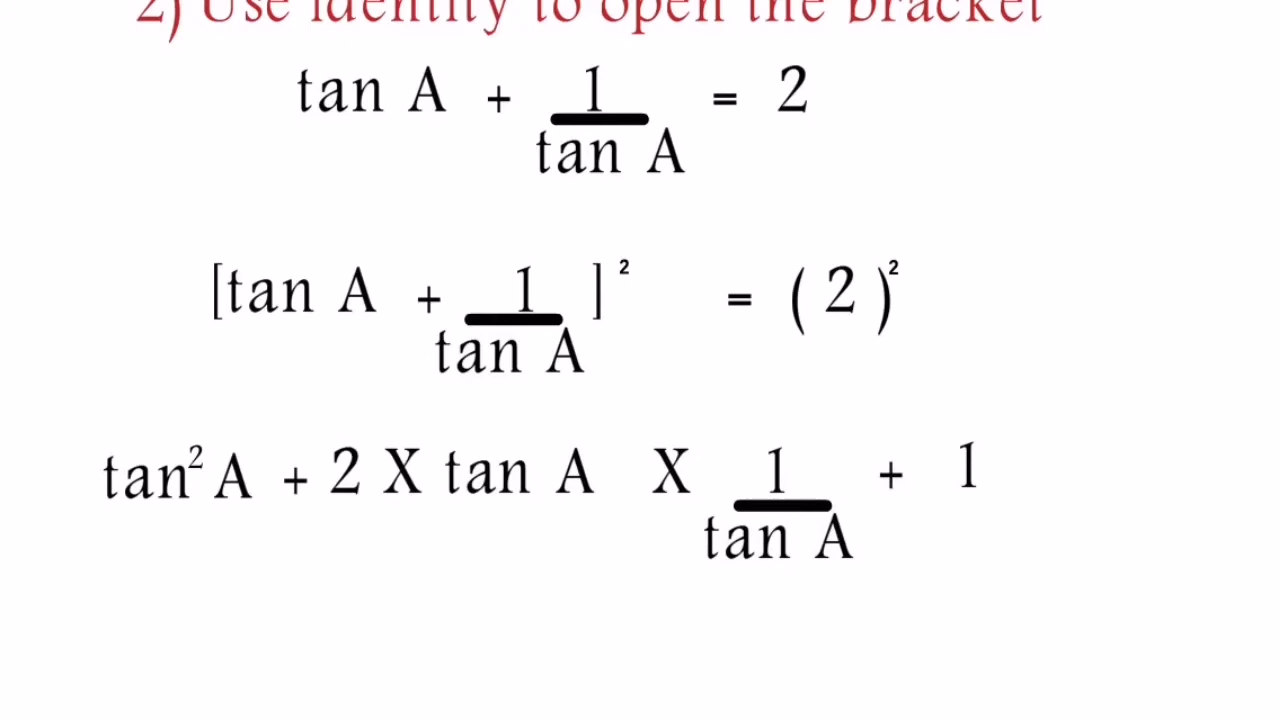 2) Use identity to open the bracket
tan A + 1 = 2
tan A
[tan A + 1 ]² = ( 2 )²
tan A
tan² A + 2 X tan A X 1 + 1
tan A